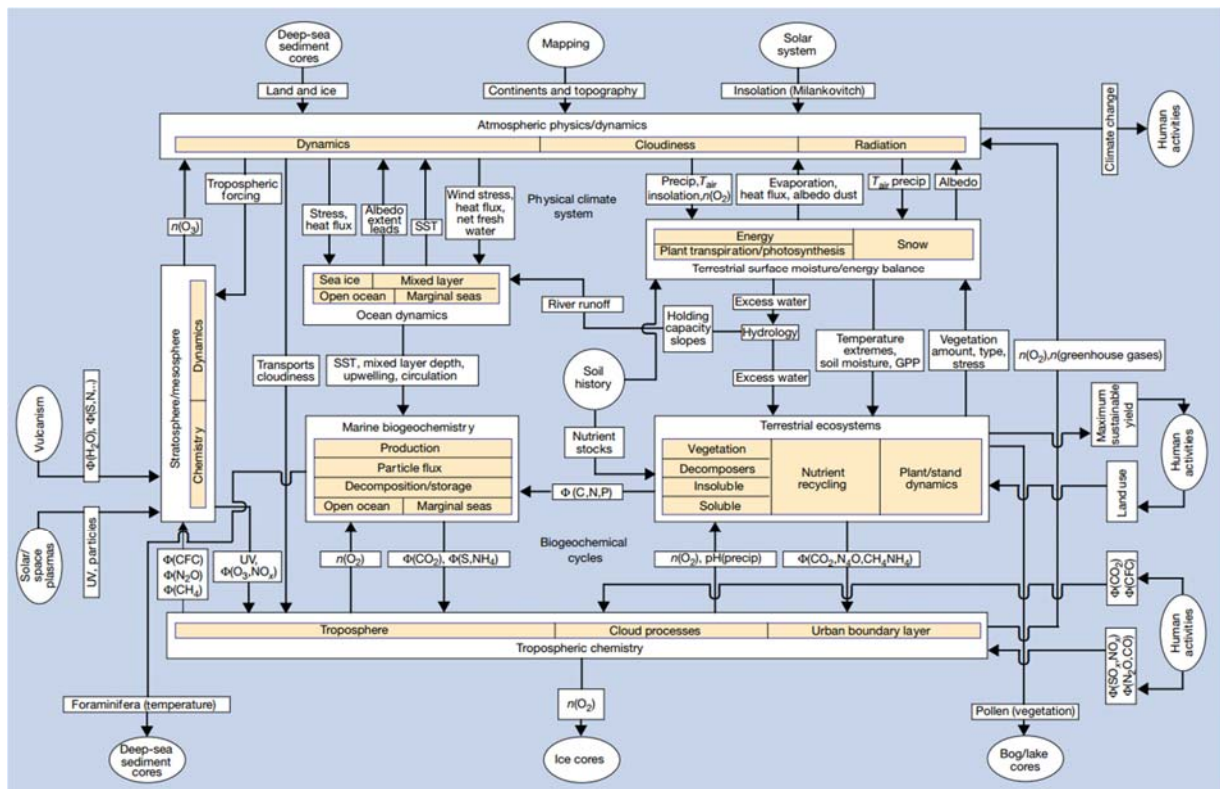 Deep-sea
sediment
cores
Mapping
Solar
system
Land and ice
Continents and topography
Insolation (Milankovitch)
Atmospheric physics/dynamics
Dynamics
Cloudiness
Radiation
Climate change
Human
activities
Tropospheric
forcing
n(O3)
Stress,
heat flux
Albedo
extent
leads
SST
Wind stress,
heat flux,
net fresh
water
Physical climate
system
Precip,Tair
insolation,n(O2)
Evaporation,
heat flux, albedo dust
Tair precip
Albedo
Energy
Plant transpiration/photosynthesis
Snow
Terrestrial surface moisture/energy balance
Sea ice
Mixed layer
Open ocean
Marginal seas
Ocean dynamics
River runoff
Holding
capacity
slopes
Excess water
Hydrology
Excess water
Temperature
extremes,
soil moisture, GPP
Vegetation
amount, type,
stress
n(O2),n(greenhouse gases)
Stratosphere/mesosphere
Dynamics
Chemistry
Transports
cloudiness
SST, mixed layer depth,
upwelling, circulation
Soil
history
Nutrient
stocks
Vulcanism
Φ(H2O), Φ(S,N,..)
Solar/
space
plasmas
UV, particles
Marine biogeochemistry
Production
Particle flux
Decomposition/storage
Open ocean
Marginal seas
Φ (C,N,P)
Terrestrial ecosystems
Vegetation
Decomposers
Insoluble
Soluble
Nutrient
recycling
Plant/stand
dynamics
Maximum
sustainable
yield
Human
activities
Land use
Φ(CFC)
Φ(N2O)
Φ(CH4)
UV,
Φ(O3,NOx)
n(O2)
Φ(CO2), Φ(S,NH4)
Biogeochemical
cycles
n(O2), pH(precip)
Φ(CO2,N4O,CH4NH4)
Φ(CO2)
Φ(CFC)
Human
activities
Φ(SOx,NOx)
Φ(N2O,CO)
Troposphere
Cloud processes
Urban boundary layer
Tropospheric chemistry
Foraminifera (temperature)
n(O2)
Pollen (vegetation)
Deep-sea
sediment
cores
Ice cores
Bog/lake
cores